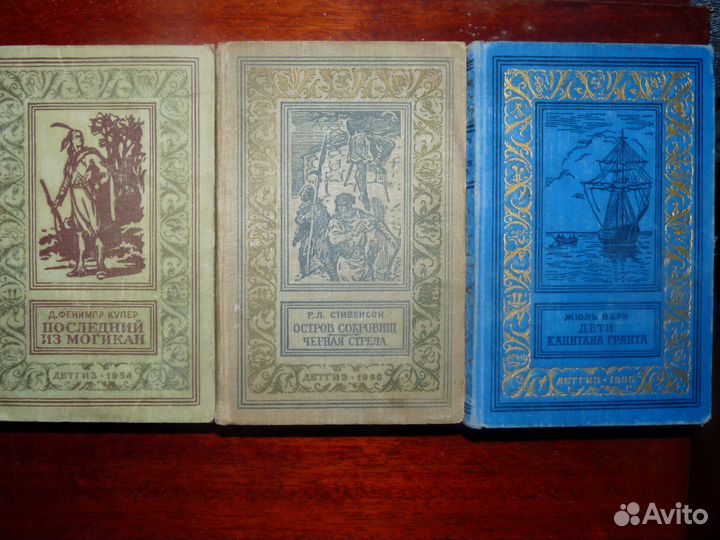 Д. ФЕНИМОР КУПЕР
ПОСЛЕДНИЙ
ИЗ МОГИКАН
ДЕТГИЗ • 1954
Р. Л. СТИВЕНСОН
ОСТРОВ СОКРОВИЩ
ЧЕРНАЯ СТРЕЛА
ДЕТГИЗ • 1960
ЖЮЛЬ ВЕРН
ДЕТИ
КАПИТАНА ГРАНТА
ДЕТГИЗ •
Avito